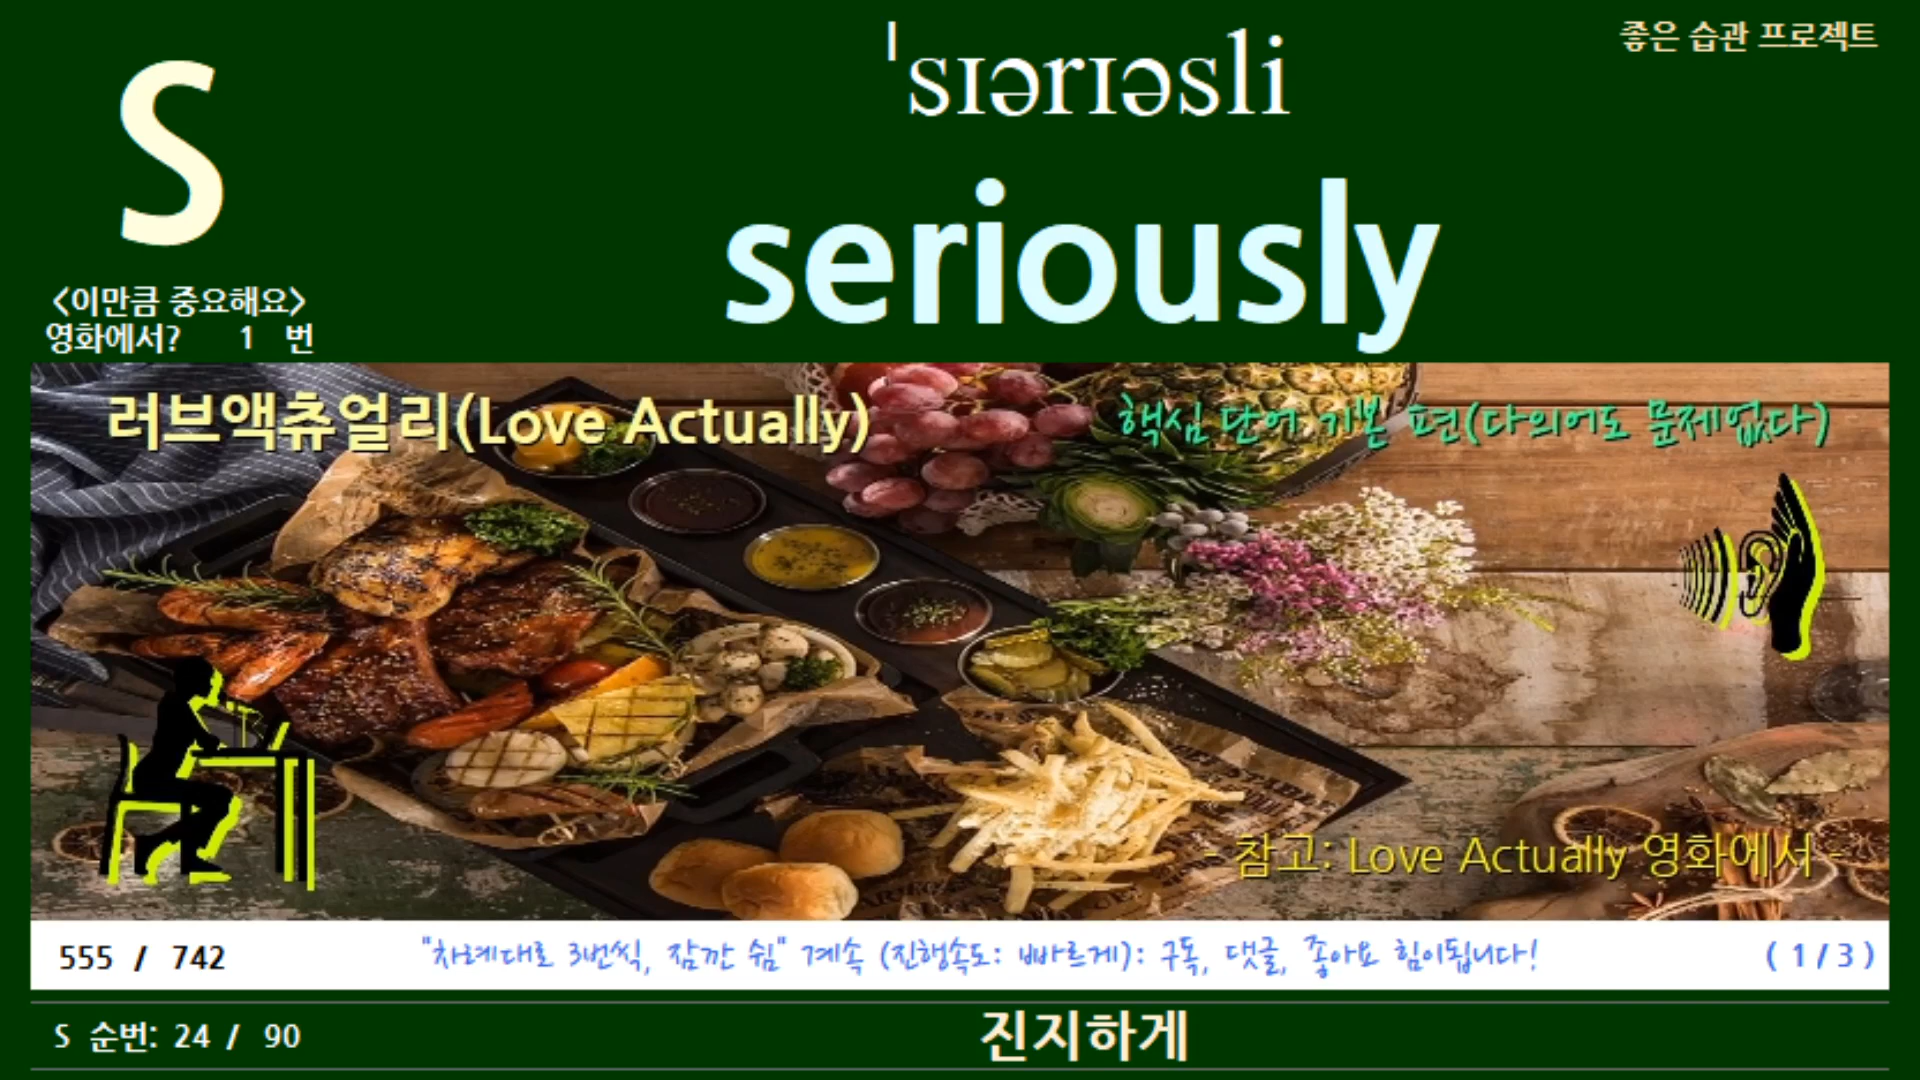 좋은 습관 프로젝트
S
ˈsɪərɪəsli
seriously
<이만큼 중요해요>
영화에서? 1 번
러브액츄얼리(Love Actually)
핵심 단어 기본 편(다의어도 문제없다)
- 참고: Love Actually 영화에서 -
555 / 742
"차례대로 3번씩, 잠깐 쉼" 계속 (진행속도: 빠르게): 구독, 댓글, 좋아요 힘이됩니다!
( 1 / 3 )
S 순번: 24 / 90
진지하게